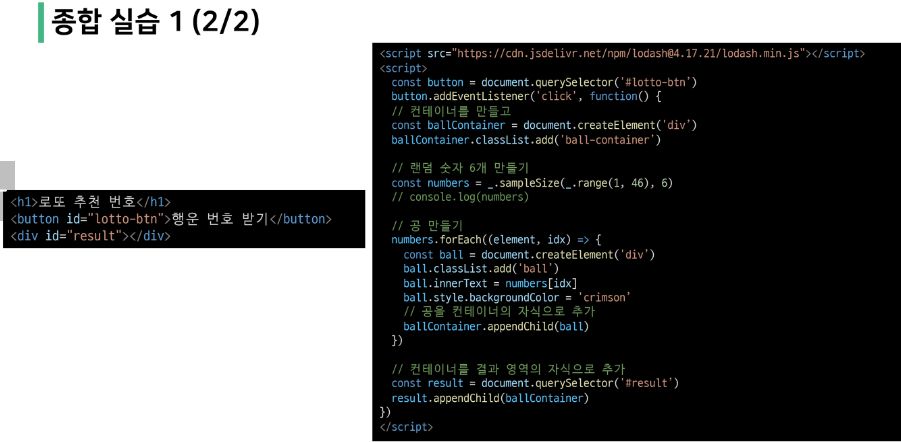 종합 실습 1 (2/2)
<h1>로또 추천 번호</h1>
<button id="lotto-btn">행운 번호 받기</button>
<div id="result"></div>
<script src="https://cdn.jsdelivr.net/npm/lodash@4.17.21/lodash.min.js"></script>
<script>
const button = document.querySelector('#lotto-btn')
button.addEventListener('click', function() {
// 컨테이너를 만들고
const ballContainer = document.createElement('div')
ballContainer.classList.add('ball-container')
// 랜덤 숫자 6개 만들기
const numbers = _.sampleSize(_.range(1, 46), 6)
// console.log(numbers)
// 공 만들기
numbers.forEach((element, idx) => {
const ball = document.createElement('div')
ball.classList.add('ball')
ball.innerText = numbers[idx]
ball.style.backgroundColor = 'crimson'
// 공을 컨테이너의 자식으로 추가
ballContainer.appendChild(ball)
})
// 컨테이너를 결과 영역의 자식으로 추가
const result = document.querySelector('#result')
result.appendChild(ballContainer)
})
</script>